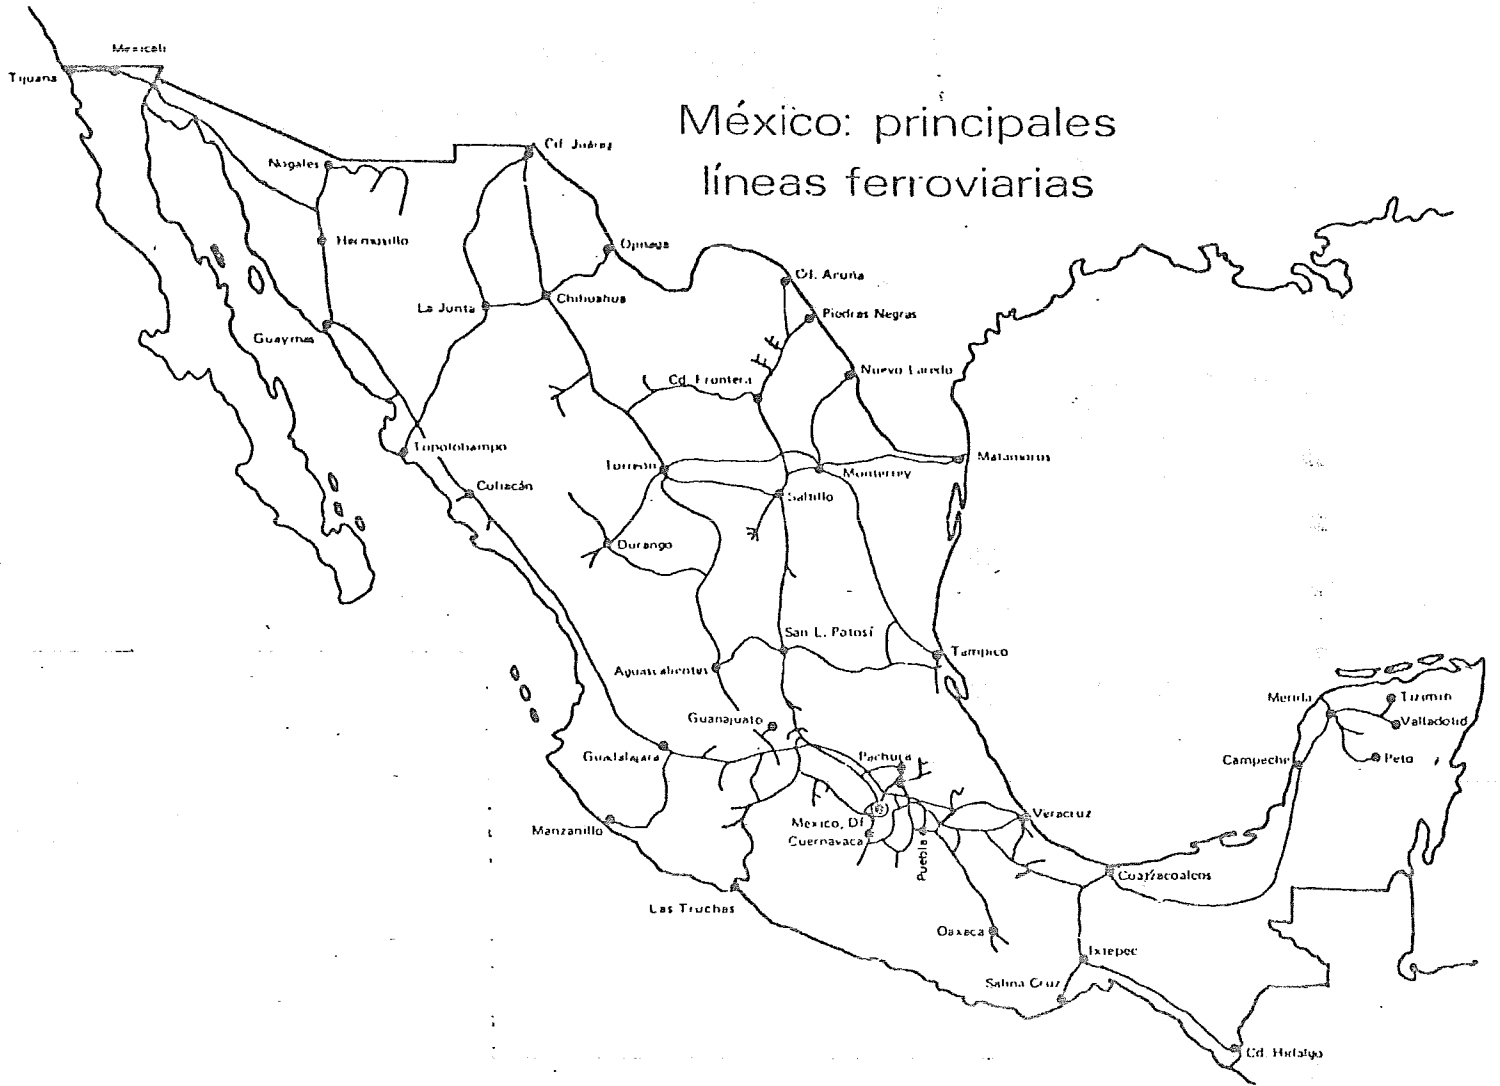 Mexicali
Tijuana
México: principales
líneas ferroviarias
Cd. Juárez
Nogales
Hermosillo
Ojinaga
Cd. Acuña
La Junta
Chihuahua
Piedras Negras
Guaymas
Nuevo Laredo
Cd. Frontera
Topolobampo
Torreón
Monterrey
Matamoros
Culiacán
Saltillo
Durango
San L. Potosí
Tampico
Aguascalientes
Merida
Tizimin
Guanajuato
Valladolid
Guadalajara
Pachuca
Campeche
Peto
Mexico, Df
Veracruz
Manzanillo
Cuernavaca
Puebla
Coatzacoalcos
Las Truchas
Oaxaca
Ixtepec
Salina Cruz
Cd. Hidalgo